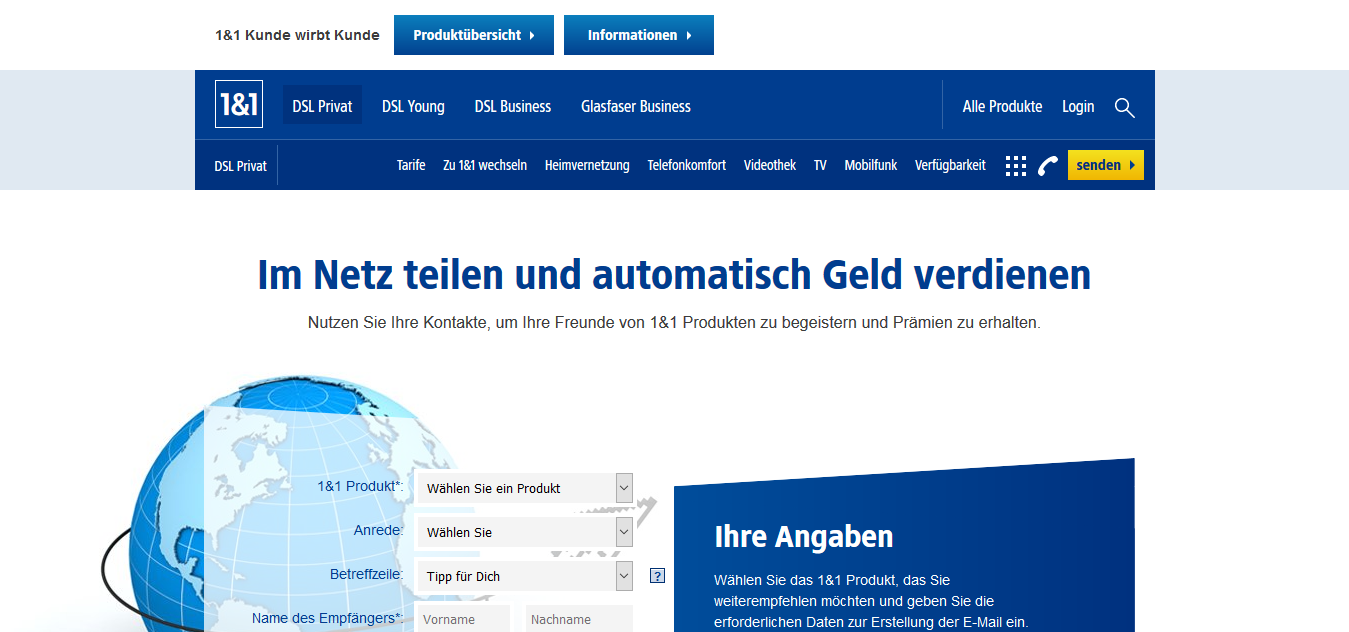 1&1 Kunde wirbt Kunde Produktübersicht Informationen
1&1 DSL Privat DSL Young DSL Business Glasfaser Business Alle Produkte Login
DSL Privat Tarife Zu 1&1 wechseln Heimvernetzung Telefonkomfort Videothek TV Mobilfunk Verfügbarkeit senden
Im Netz teilen und automatisch Geld verdienen
Nutzen Sie Ihre Kontakte, um Ihre Freunde von 1&1 Produkten zu begeistern und Prämien zu erhalten.
1&1 Produkt*: Wählen Sie ein Produkt
Anrede: Wählen Sie
Betreffzeile: Tipp für Dich ?
Name des Empfängers*: Vorname Nachname
Ihre Angaben
Wählen Sie das 1&1 Produkt, das Sie
weiterempfehlen möchten und geben Sie die
erforderlichen Daten zur Erstellung der E-Mail ein.